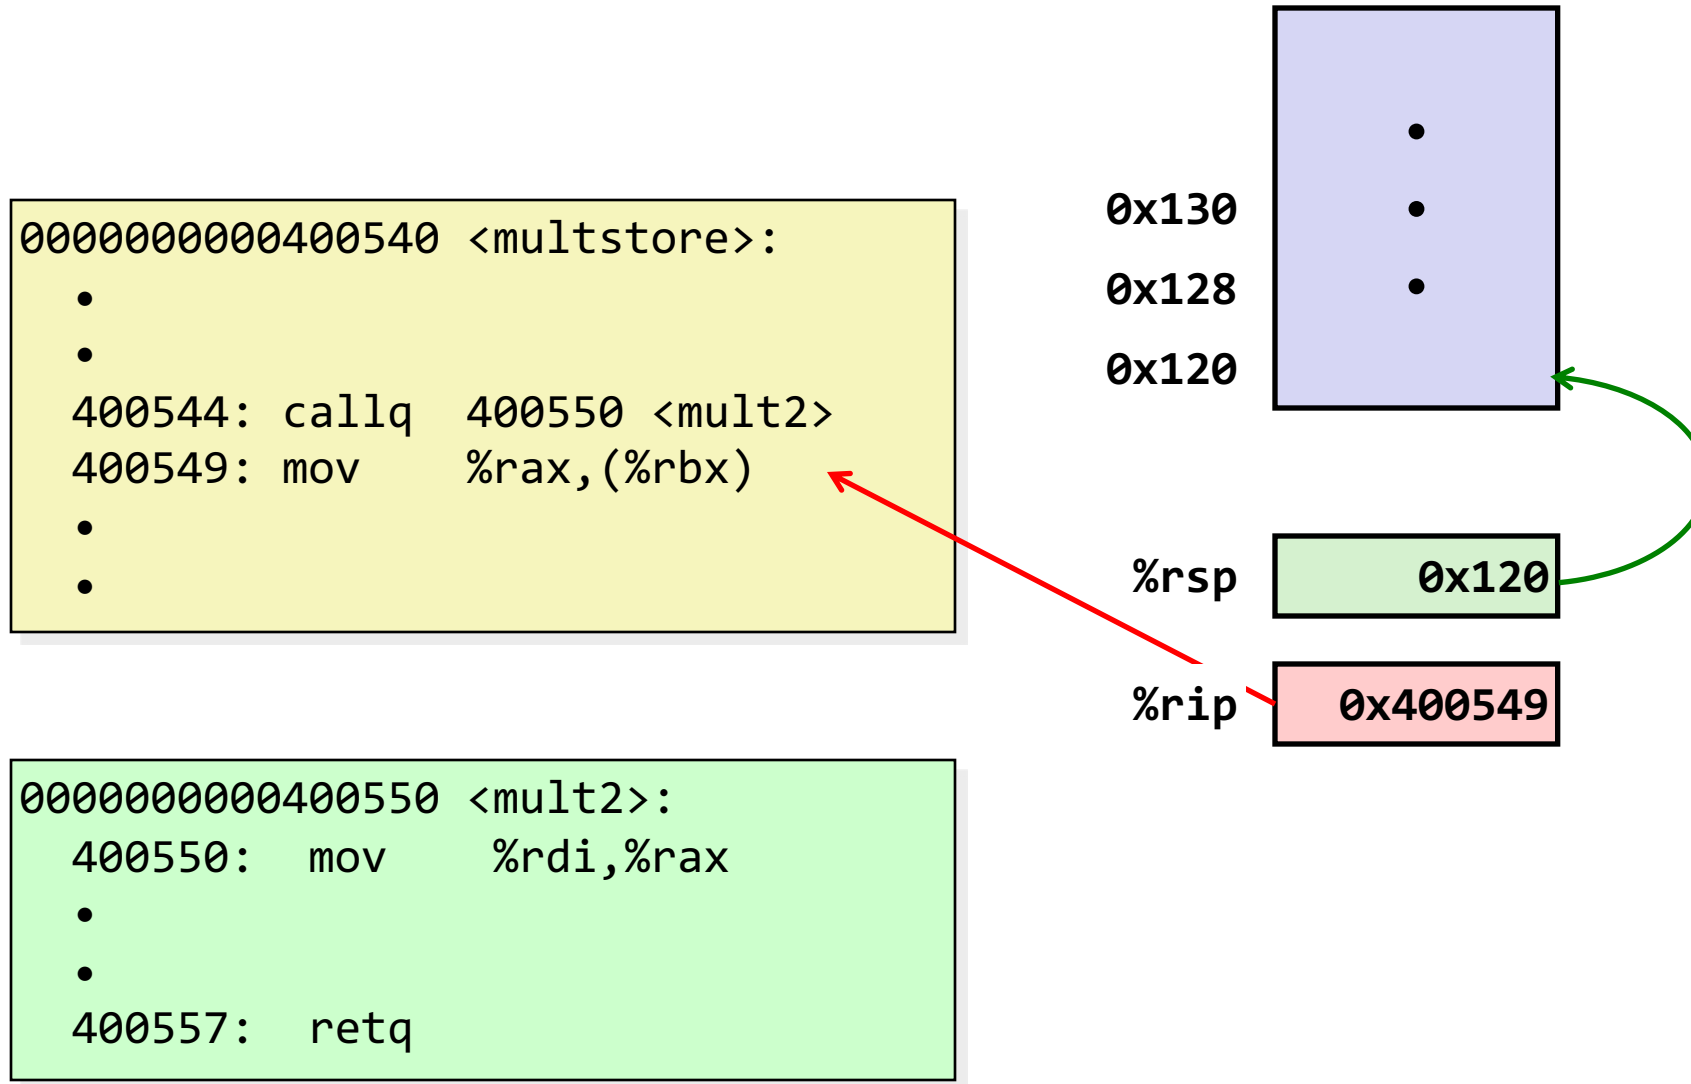 0000000000400540 <multstore>:
•
•
400544: callq 400550 <mult2>
400549: mov %rax,(%rbx)
•
•
0000000000400550 <mult2>:
400550: mov %rdi,%rax
•
•
400557: retq
0x130
0x128
0x120
•
•
•
%rsp 0x120
%rip 0x400549